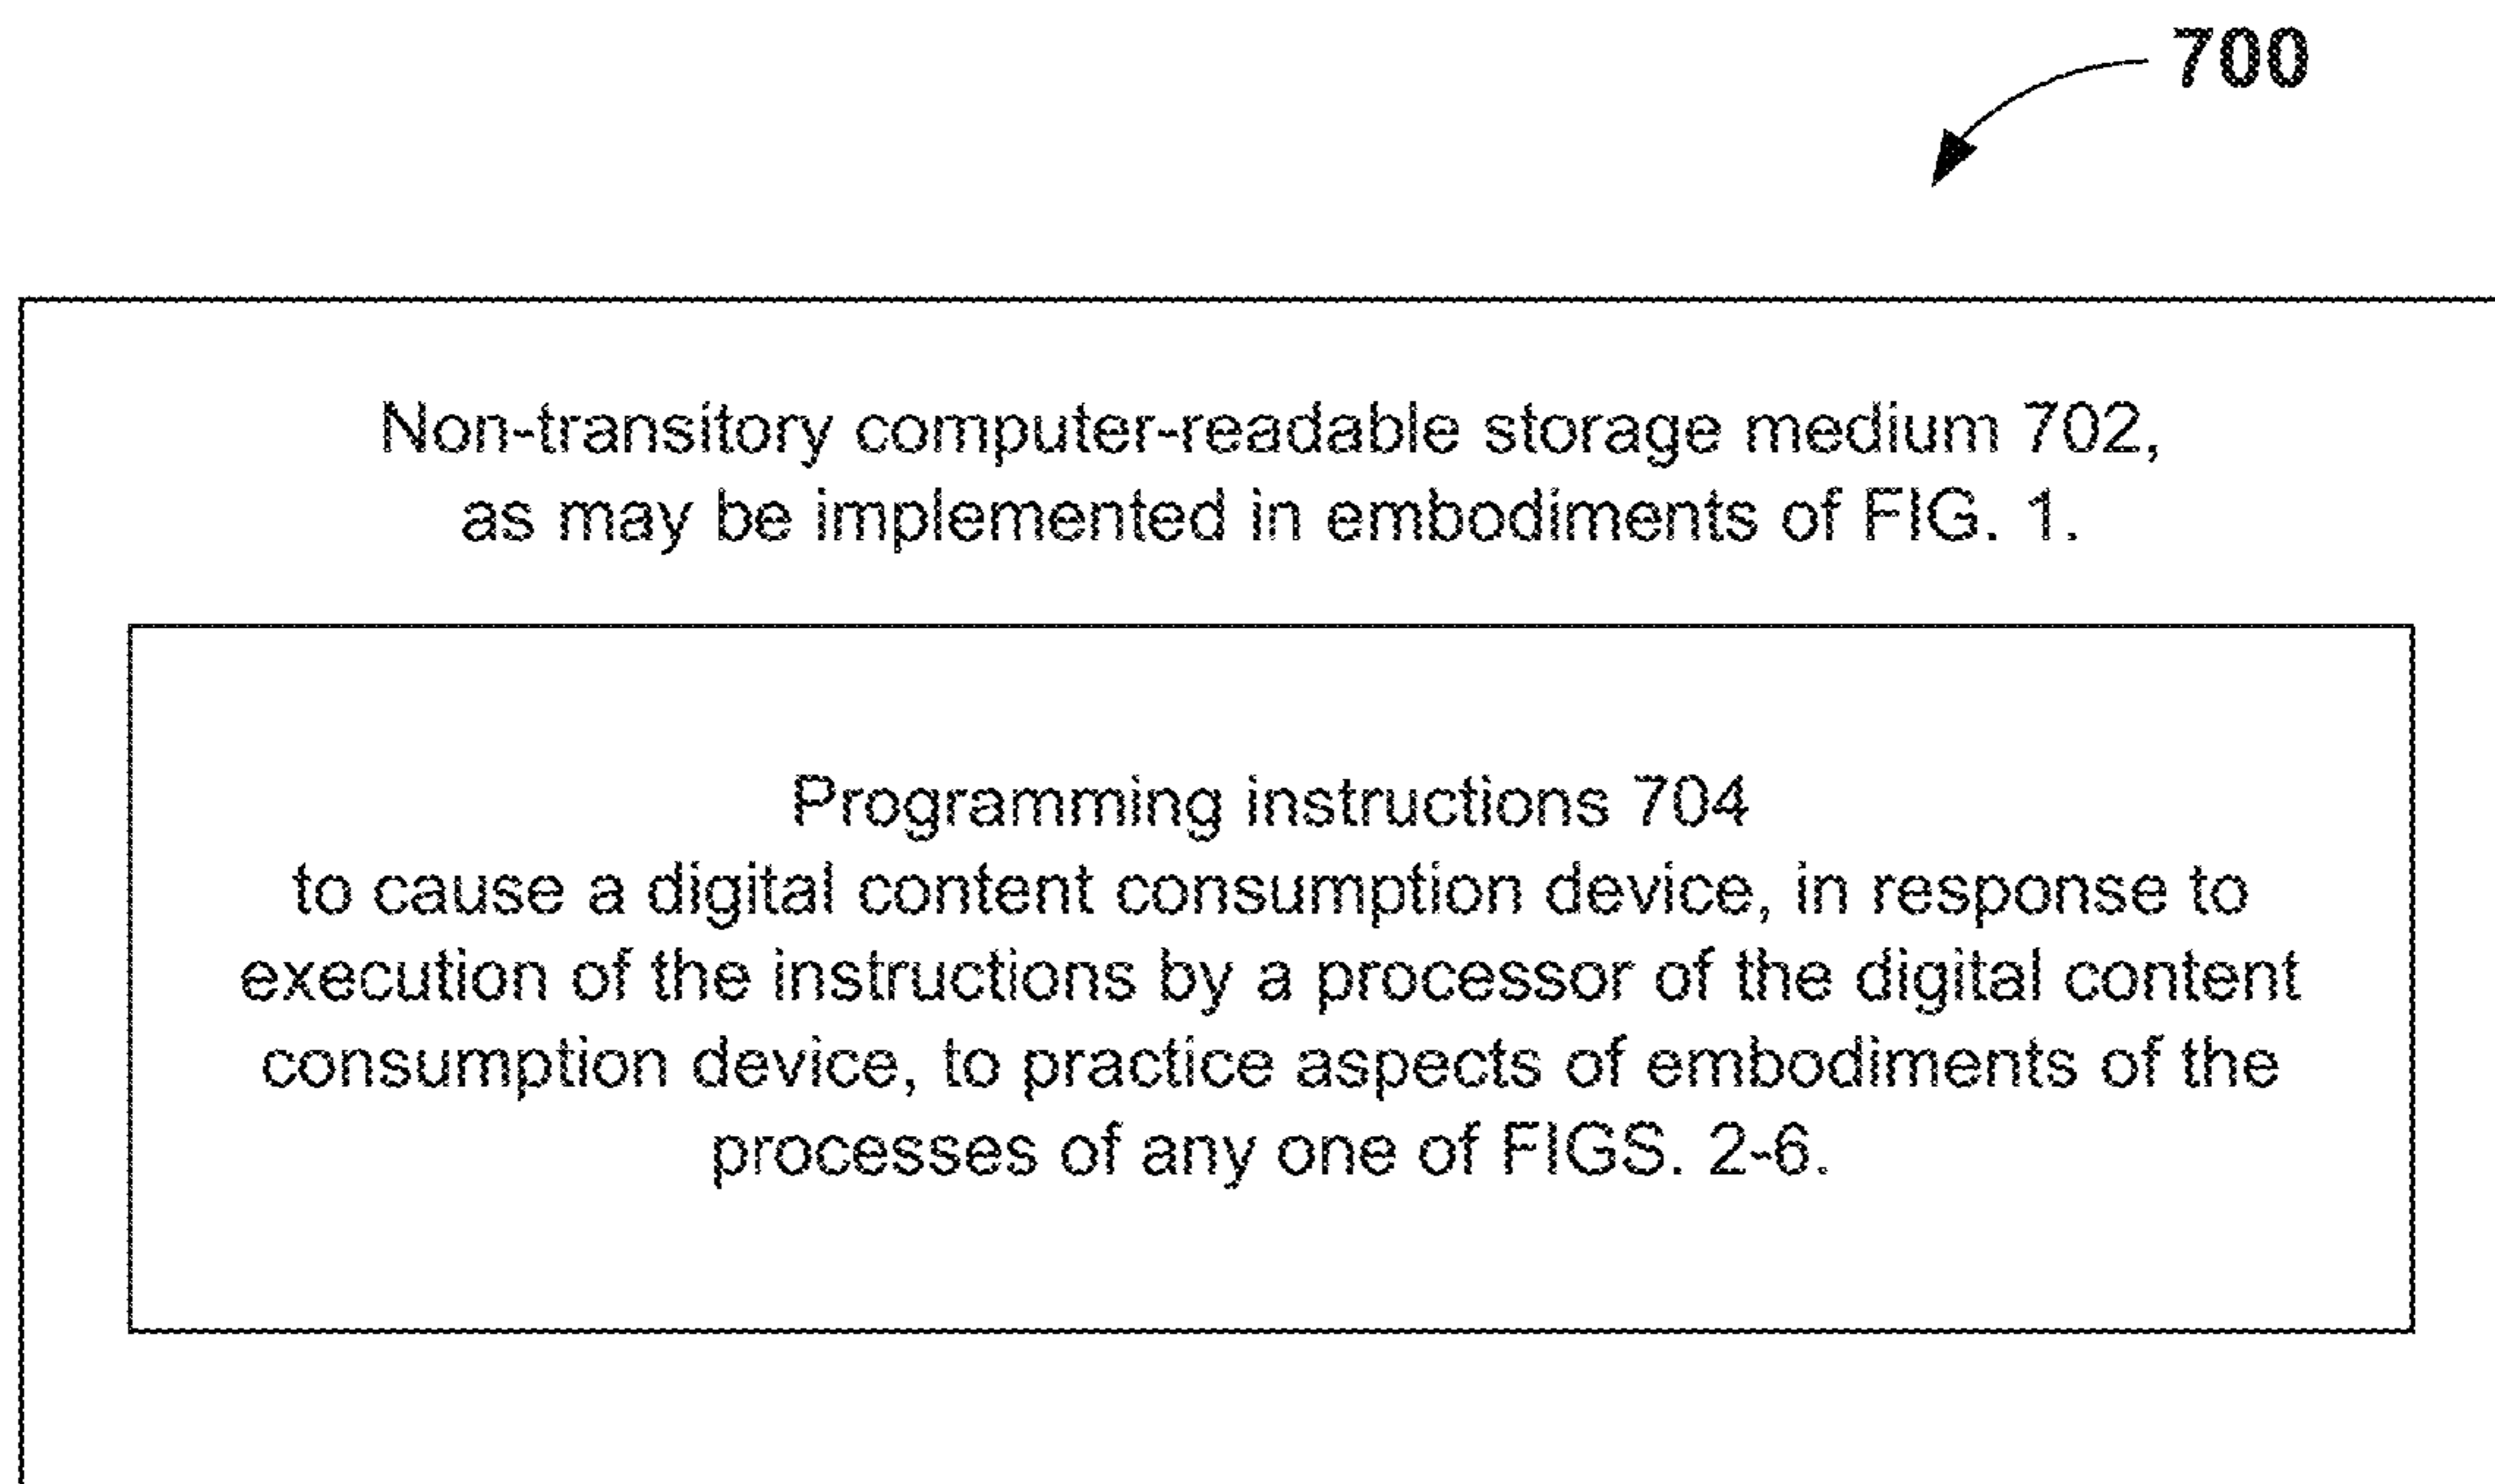 700
Non-transitory computer-readable storage medium 702,
as may be implemented in embodiments of FIG. 1.
Programming instructions 704
to cause a digital content consumption device, in response to
execution of the instructions by a processor of the digital content
consumption device, to practice aspects of embodiments of the
processes of any one of FIGS. 2-6.